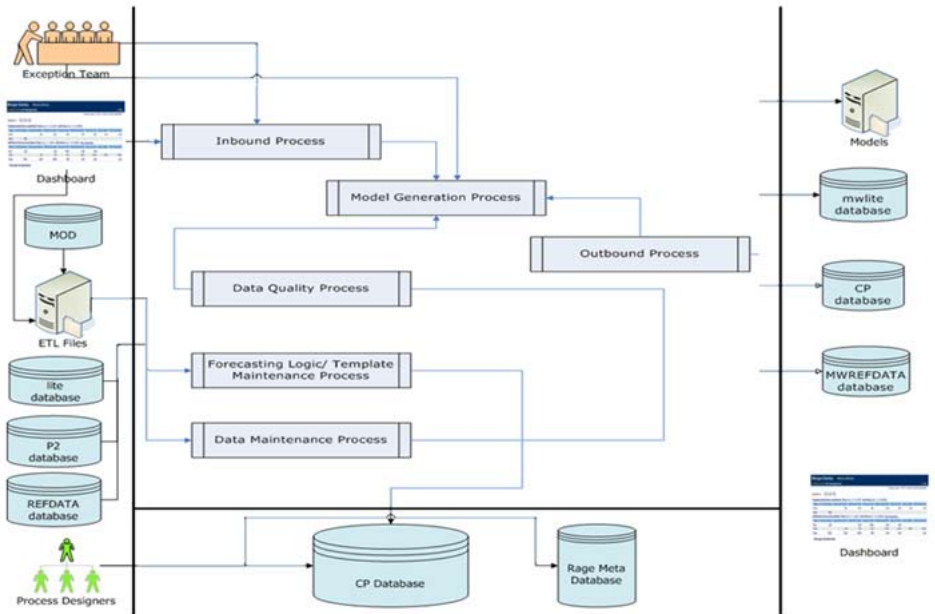 Exception Team
Dashboard
MOD
ETL Files
lite
database
P2
database
REFDATA
database
Process Designers
Inbound Process
Model Generation Process
Outbound Process
Data Quality Process
Forecasting Logic/ Template
Maintenance Process
Data Maintenance Process
CP Database
Rage Meta
Database
Models
mwlite
database
CP
database
MWREFDATA
database
Dashboard